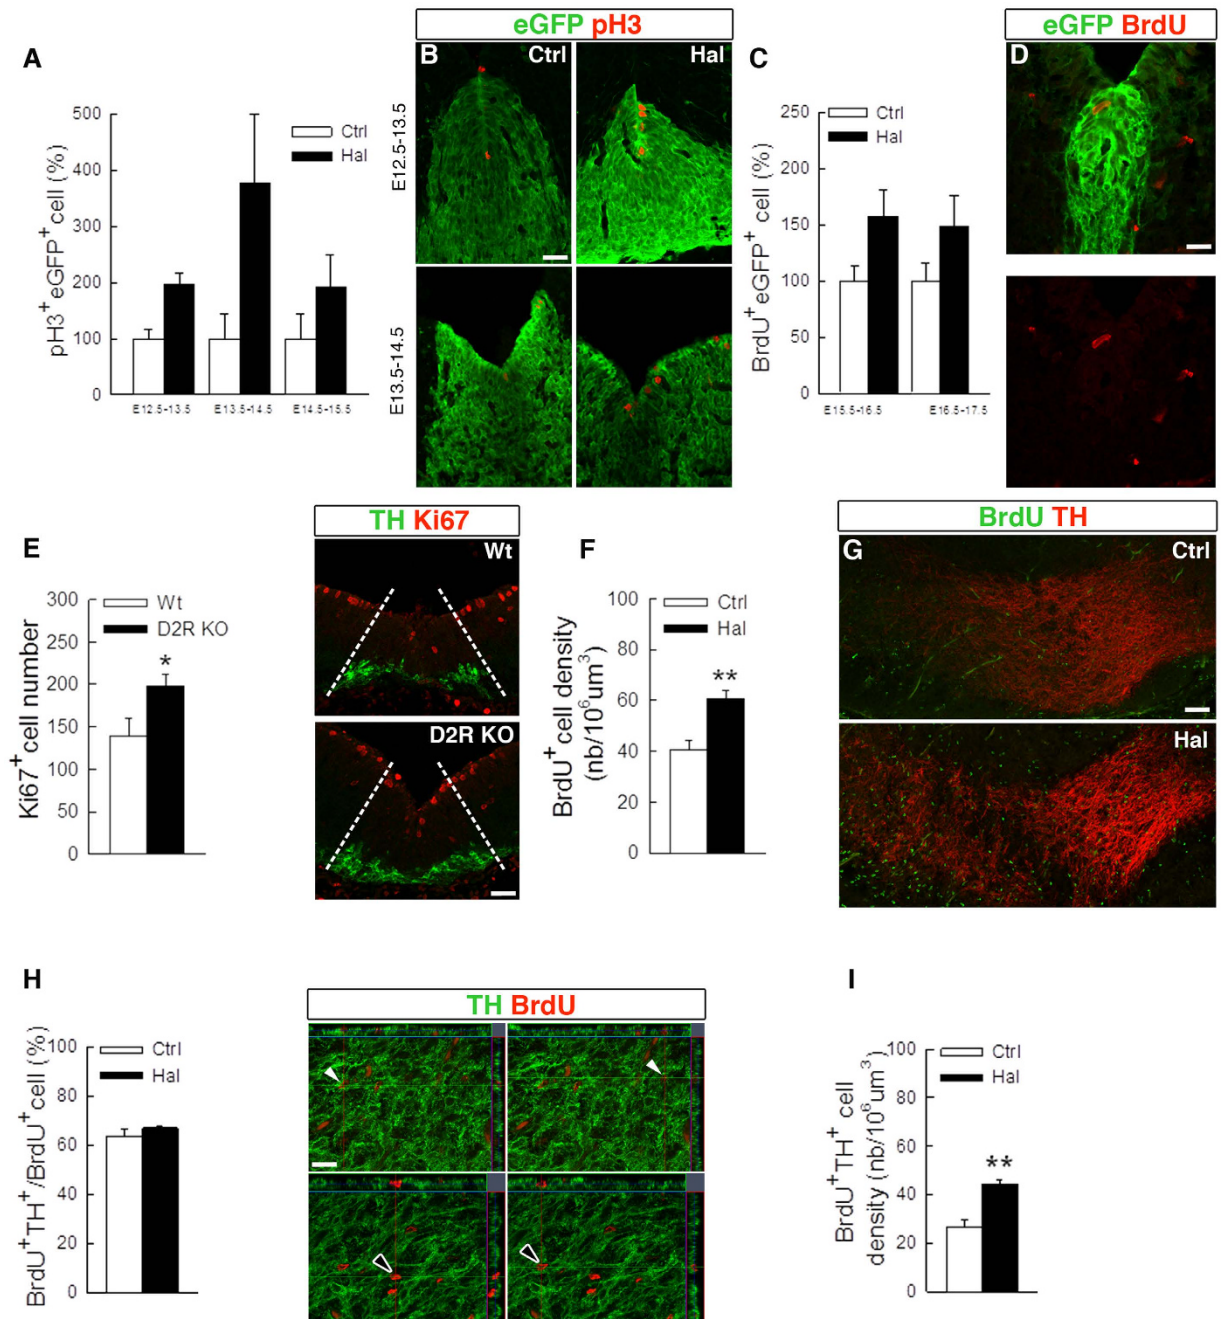 A
pH3+eGFP+cell (%)
500
400
300
200
100
0
Ctrl
Hal
E12.5-13.5
E13.5-14.5
E14.5-15.5
eGFP pH3
B
Ctrl
Hal
E12.5-13.5
E13.5-14.5
C
BrdU+eGFP+ cell (%)
250
200
150
100
50
0
Ctrl
Hal
E15.5-16.5
E16.5-17.5
eGFP BrdU
D
E
Ki67+cell number
300
250
200
150
100
50
0
Wt
D2R KO
*
TH Ki67
Wt
D2R KO
F
BrdU+ cell density
(nb/10⁶um³)
100
80
60
40
20
0
Ctrl
Hal
**
BrdU TH
G
Ctrl
Hal
H
BrdU+TH+/BrdU+cell (%)
100
80
60
40
20
0
Ctrl
Hal
TH BrdU
I
BrdU+TH+ cell
density (nb/10⁶um³)
100
80
60
40
20
0
Ctrl
Hal
**